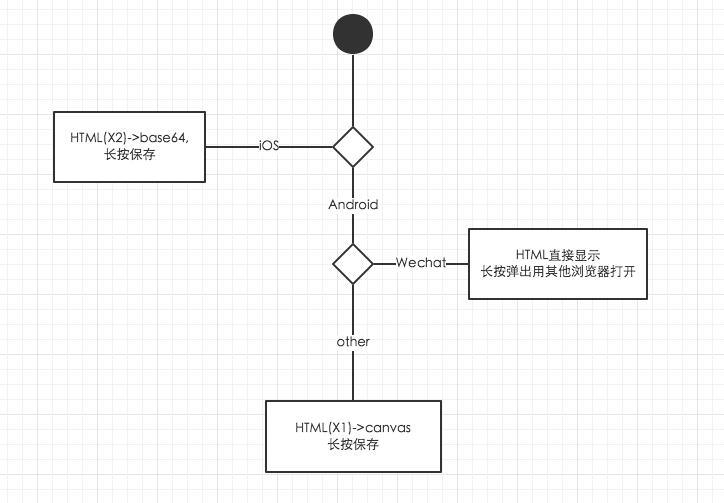 HTML(X2)->base64,
长按保存
iOS
Android
Wechat
HTML直接显示
长按弹出用其他浏览器打开
other
HTML(X1)->canvas
长按保存